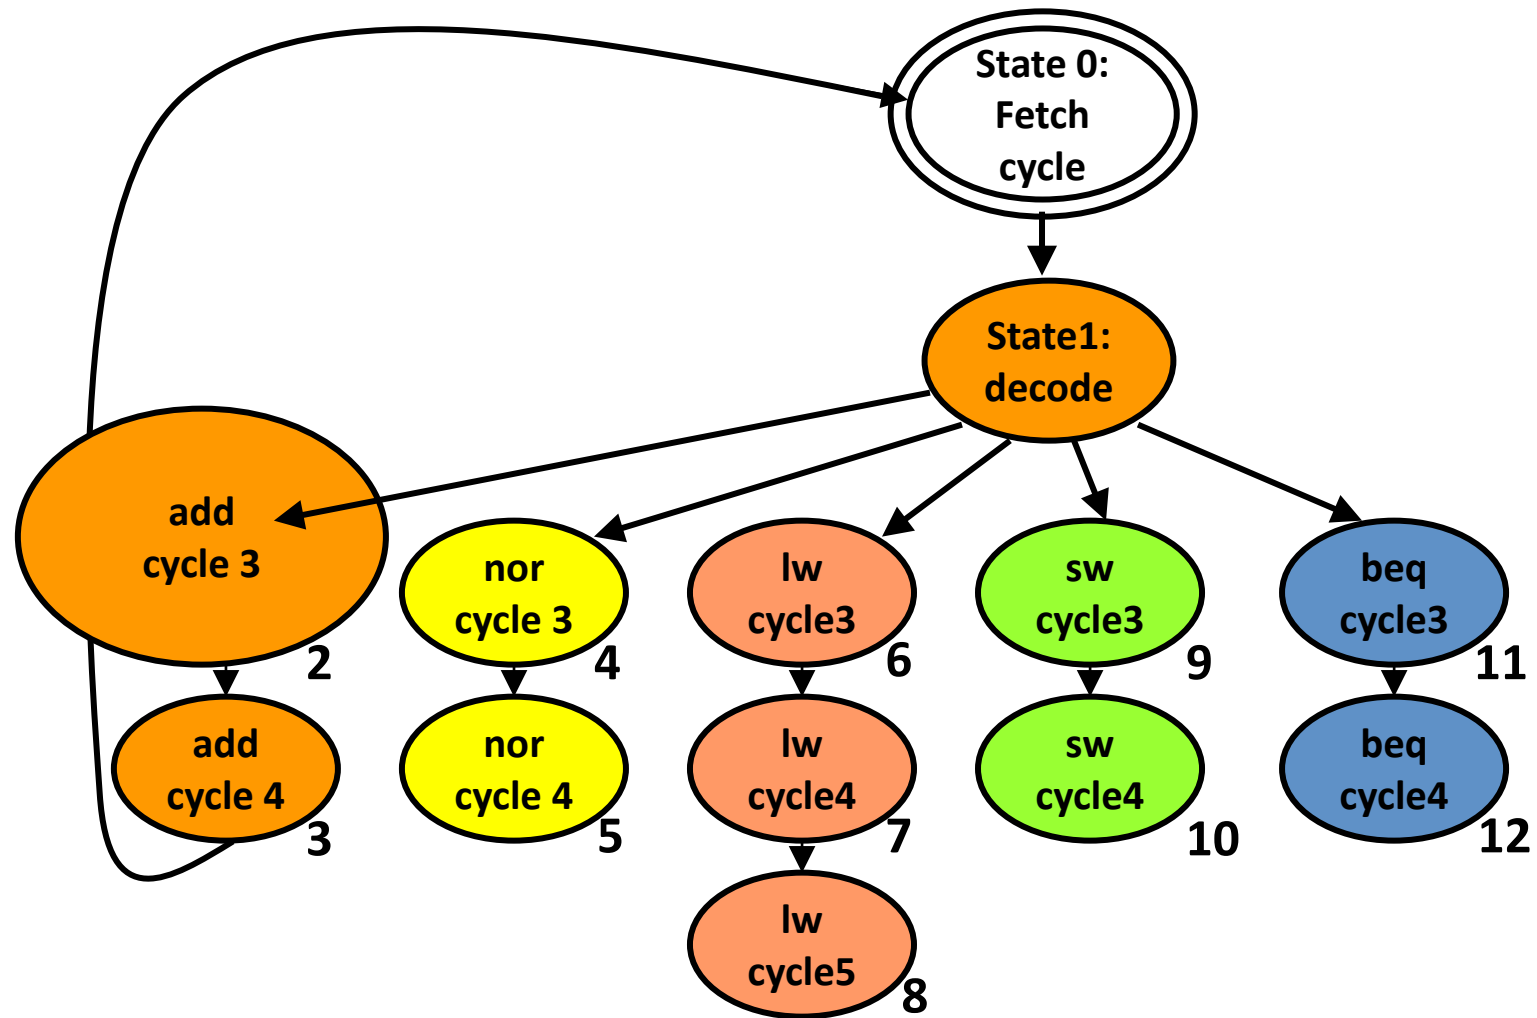 State 0:
Fetch
cycle
State1:
decode
add
cycle 3
2
nor
cycle 3
4
lw
cycle3
6
sw
cycle3
9
beq
cycle3
11
add
cycle 4
3
nor
cycle 4
5
lw
cycle4
7
sw
cycle4
10
beq
cycle4
12
lw
cycle5
8